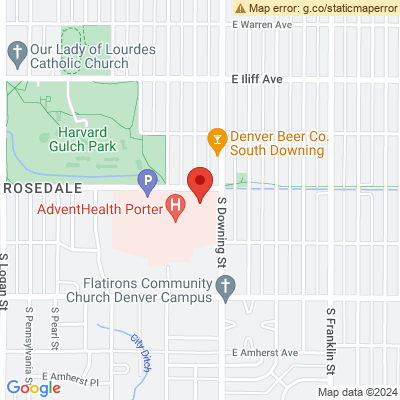 Map error: g.co/staticmaperror
E Warren Ave
Our Lady of Lourdes
Catholic Church
E Iliff Ave
Harvard
Gulch Park
Denver Beer Co.
South Downing
ROSEDALE
P
AdventHealth Porter
H
S Downing St
S Logan St
Flatirons Community
Church Denver Campus
S Pennsylvania St
S Pearl St
City Ditch
S Franklin St
E Amherst Ave
E Amherst Pl
Google
Map data ©2024